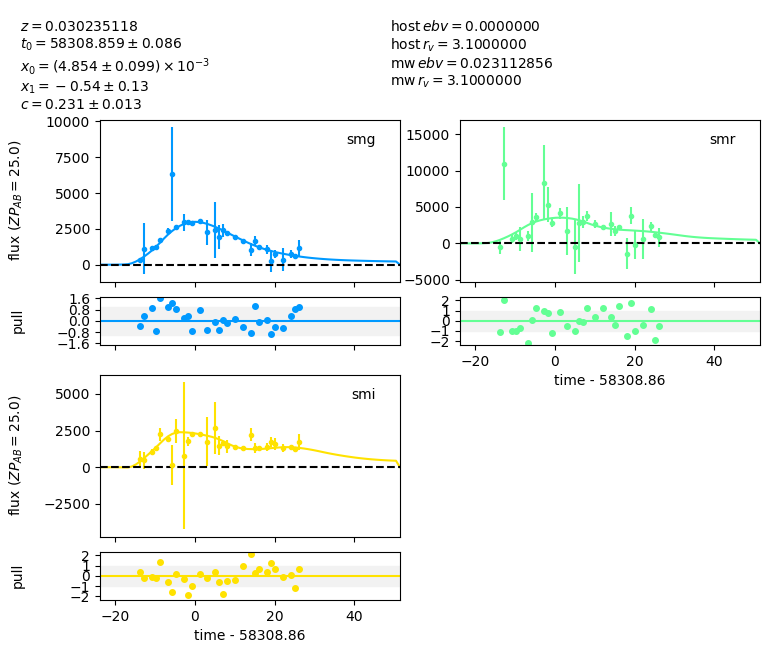 z = 0.030235118
t₀ = 58308.859 ± 0.086
x₀ = (4.854 ± 0.099) × 10⁻³
x₁ = −0.54 ± 0.13
c = 0.231 ± 0.013
host ebv = 0.0000000
host r_v = 3.1000000
mw ebv = 0.023112856
mw r_v = 3.1000000
smg
10000
7500
5000
2500
0
flux (ZP_AB = 25.0)
1.6
0.8
0.0
−0.8
−1.6
pull
smr
15000
10000
5000
0
−5000
2
1
0
−1
−2
−20 0 20 40
time - 58308.86
smi
5000
2500
0
−2500
flux (ZP_AB = 25.0)
2
1
0
−1
−2
pull
−20 0 20 40
time - 58308.86